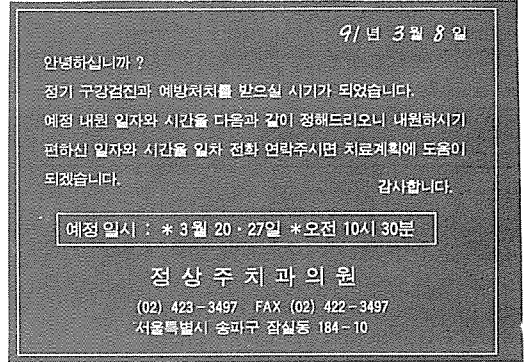 91년 3월 8일
안녕하십니까?
정기 구강검진과 예방처치를 받으실 시기가 되었습니다.
예정 내원 일자와 시간을 다음과 같이 정해드리오니 내원하시기
편하신 일자와 시간을 일차 전화 연락주시면 치료계획에 도움이
되겠습니다.
감사합니다.
예정일시 : *3월 20·27일 *오전 10시 30분
정상주치과의원
(02) 423-3497 FAX (02) 422-3497
서울특별시 송파구 잠실동 184-10